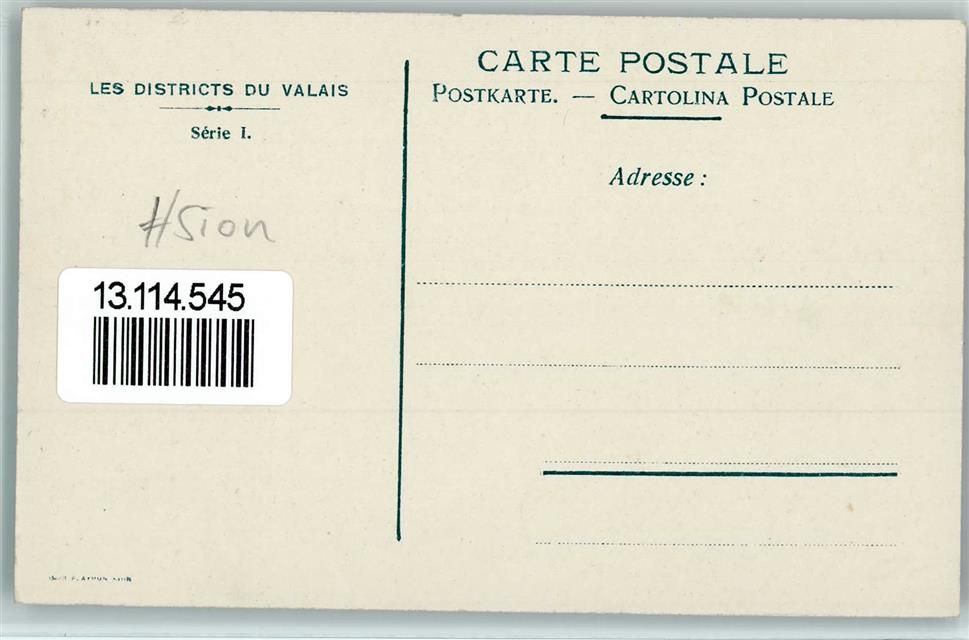 LES DISTRICTS DU VALAIS
Série I.
#Sion
13.114.545
CARTE POSTALE
POSTKARTE. — CARTOLINA POSTALE
Adresse :